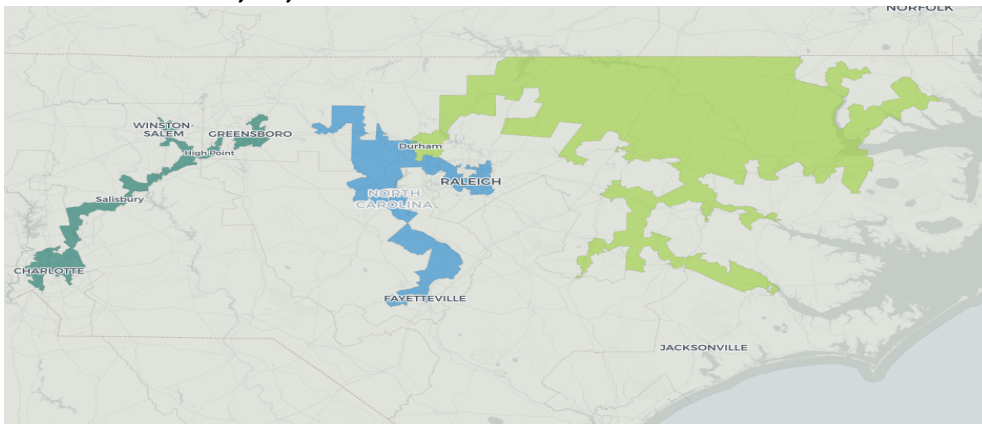 NORFOLK
WINSTON-
SALEM
GREENSBORO
High Point
Durham
RALEIGH
NORTH
CAROLINA
Salisbury
CHARLOTTE
FAYETTEVILLE
JACKSONVILLE